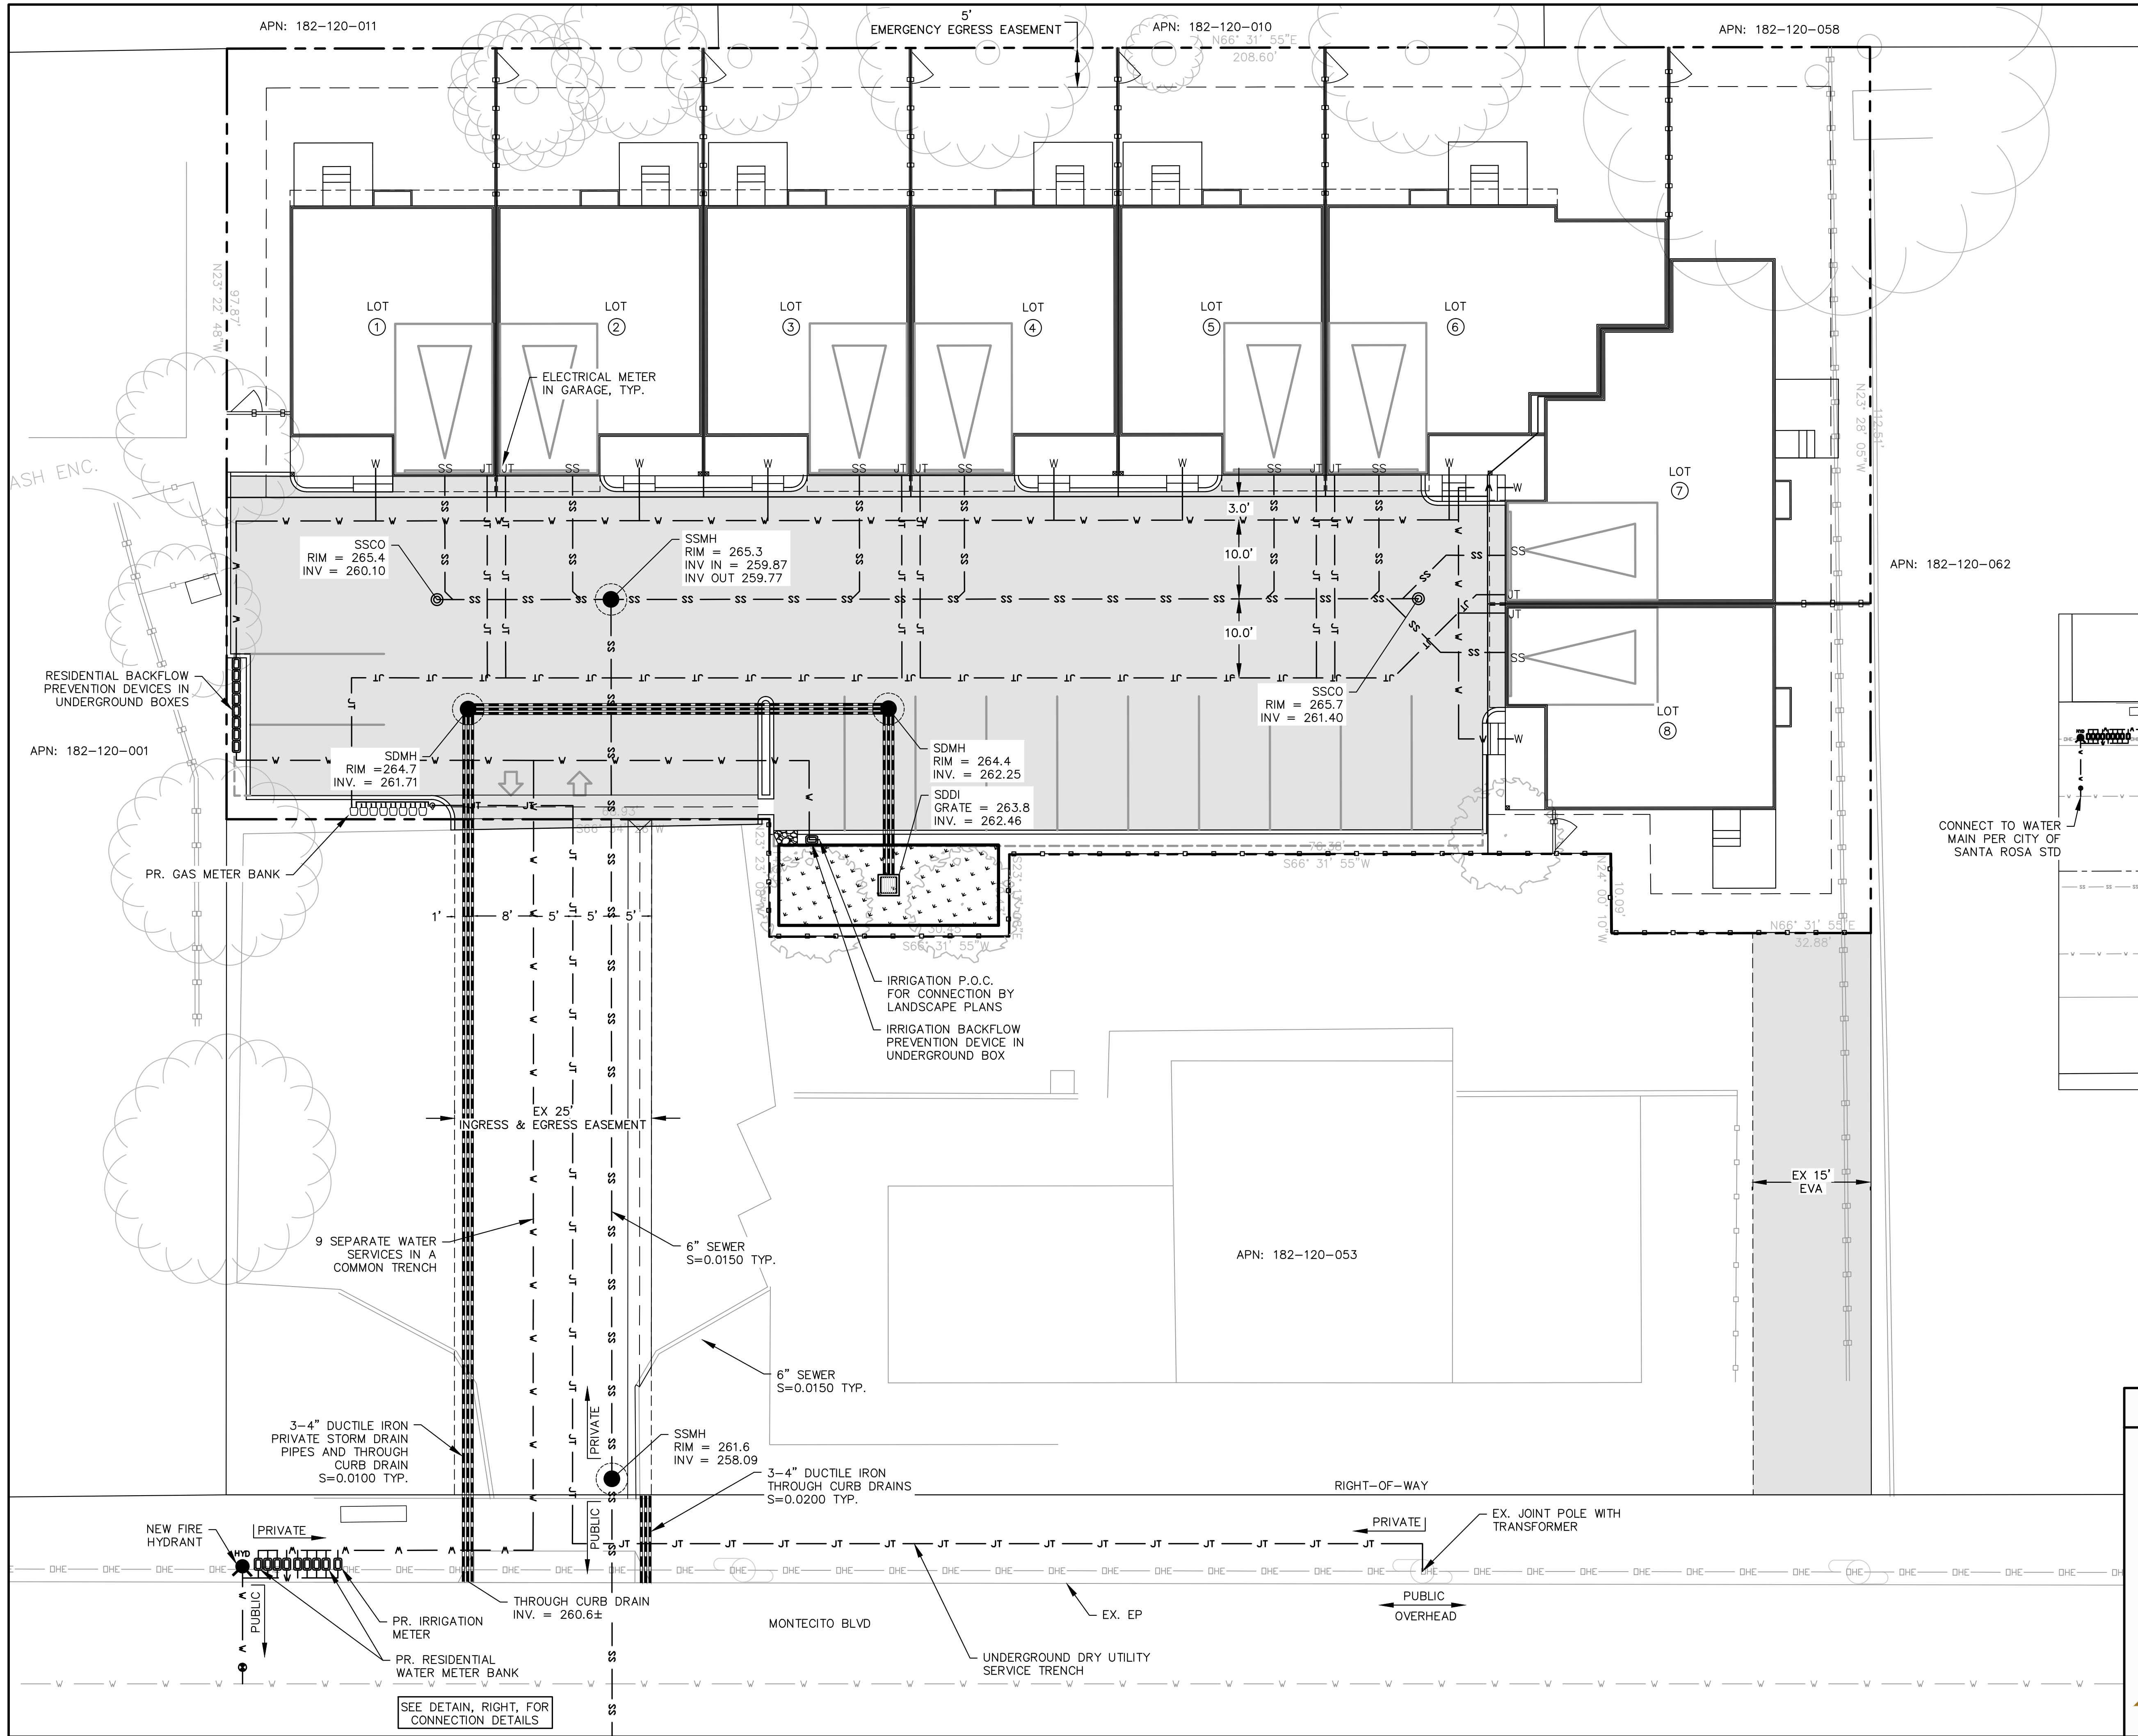 APN: 182-120-011
5'
EMERGENCY EGRESS EASEMENT
APN: 182-120-010
N66° 31' 55"E
208.60'
APN: 182-120-058
N23° 22' 48"W
97.87'
LOT
1
LOT
2
LOT
3
LOT
4
LOT
5
LOT
6
LOT
7
LOT
8
ELECTRICAL METER
IN GARAGE, TYP.
ASH ENC.
N23° 28' 05"W
112.51'
SSCO
RIM = 265.4
INV = 260.10
SSMH
RIM = 265.3
INV IN = 259.87
INV OUT 259.77
3.0'
10.0'
10.0'
APN: 182-120-062
RESIDENTIAL BACKFLOW
PREVENTION DEVICES IN
UNDERGROUND BOXES
SSCO
RIM = 265.7
INV = 261.40
APN: 182-120-001
SDMH
RIM =264.7
INV. = 261.71
SDMH
RIM = 264.4
INV. = 262.25
SDDI
GRATE = 263.8
INV. = 262.46
PR. GAS METER BANK
CONNECT TO WATER
MAIN PER CITY OF
SANTA ROSA STD
S66° 31' 55"W
1'
8'
5'
5'
5'
30.45'
S66° 31' 55"W
N24° 00' 10"W
10.09'
N66° 31' 55"E
32.88'
IRRIGATION P.O.C.
FOR CONNECTION BY
LANDSCAPE PLANS
IRRIGATION BACKFLOW
PREVENTION DEVICE IN
UNDERGROUND BOX
EX 25'
INGRESS & EGRESS EASEMENT
EX 15'
EVA
9 SEPARATE WATER
SERVICES IN A
COMMON TRENCH
6" SEWER
S=0.0150 TYP.
APN: 182-120-053
6" SEWER
S=0.0150 TYP.
3-4" DUCTILE IRON
PRIVATE STORM DRAIN
PIPES AND THROUGH
CURB DRAIN
S=0.0100 TYP.
PRIVATE
SSMH
RIM = 261.6
INV = 258.09
3-4" DUCTILE IRON
THROUGH CURB DRAINS
S=0.0200 TYP.
RIGHT-OF-WAY
NEW FIRE
HYDRANT
PRIVATE
PUBLIC
PRIVATE
EX. JOINT POLE WITH
TRANSFORMER
HYD
PUBLIC
THROUGH CURB DRAIN
INV. = 260.6±
PR. IRRIGATION
METER
MONTECITO BLVD
EX. EP
PUBLIC
OVERHEAD
PR. RESIDENTIAL
WATER METER BANK
UNDERGROUND DRY UTILITY
SERVICE TRENCH
SEE DETAIN, RIGHT, FOR
CONNECTION DETAILS